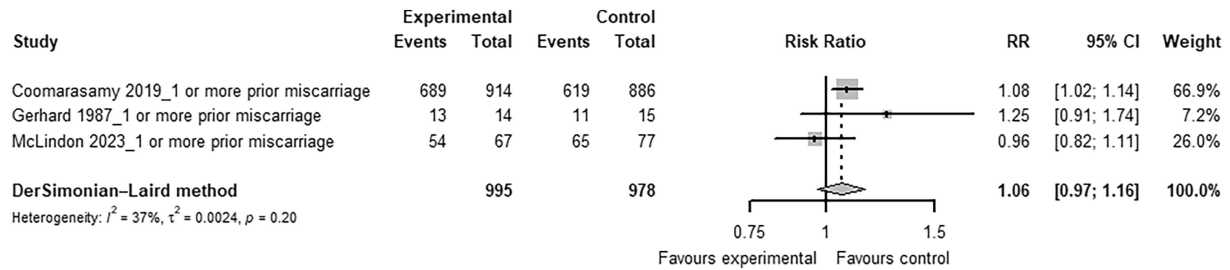 Experimental Control
Study Events Total Events Total Risk Ratio RR 95% CI Weight
Coomarasamy 2019_1 or more prior miscarriage 689 914 619 886 1.08 [1.02; 1.14] 66.9%
Gerhard 1987_1 or more prior miscarriage 13 14 11 15 1.25 [0.91; 1.74] 7.2%
McLindon 2023_1 or more prior miscarriage 54 67 65 77 0.96 [0.82; 1.11] 26.0%
DerSimonian–Laird method 995 978 1.06 [0.97; 1.16] 100.0%
Heterogeneity: I² = 37%, τ² = 0.0024, p = 0.20
0.75 1 1.5
Favours experimental Favours control